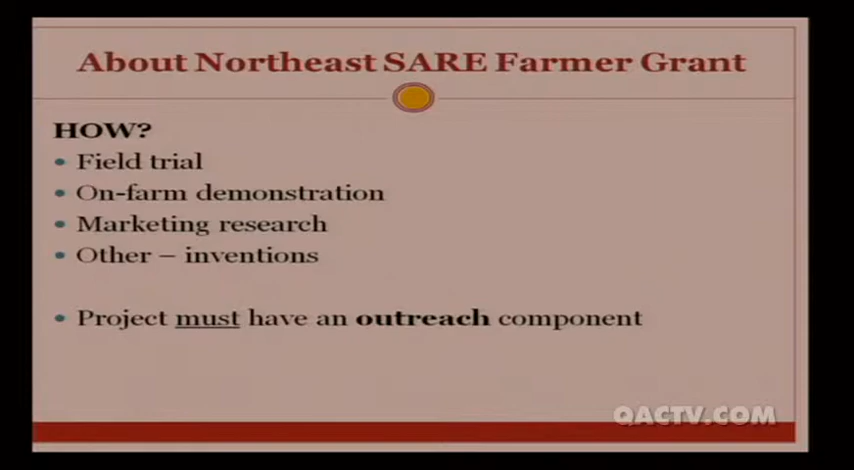 About Northeast SARE Farmer Grant
HOW?
• Field trial
• On-farm demonstration
• Marketing research
• Other – inventions
• Project must have an outreach component
QACTV.COM